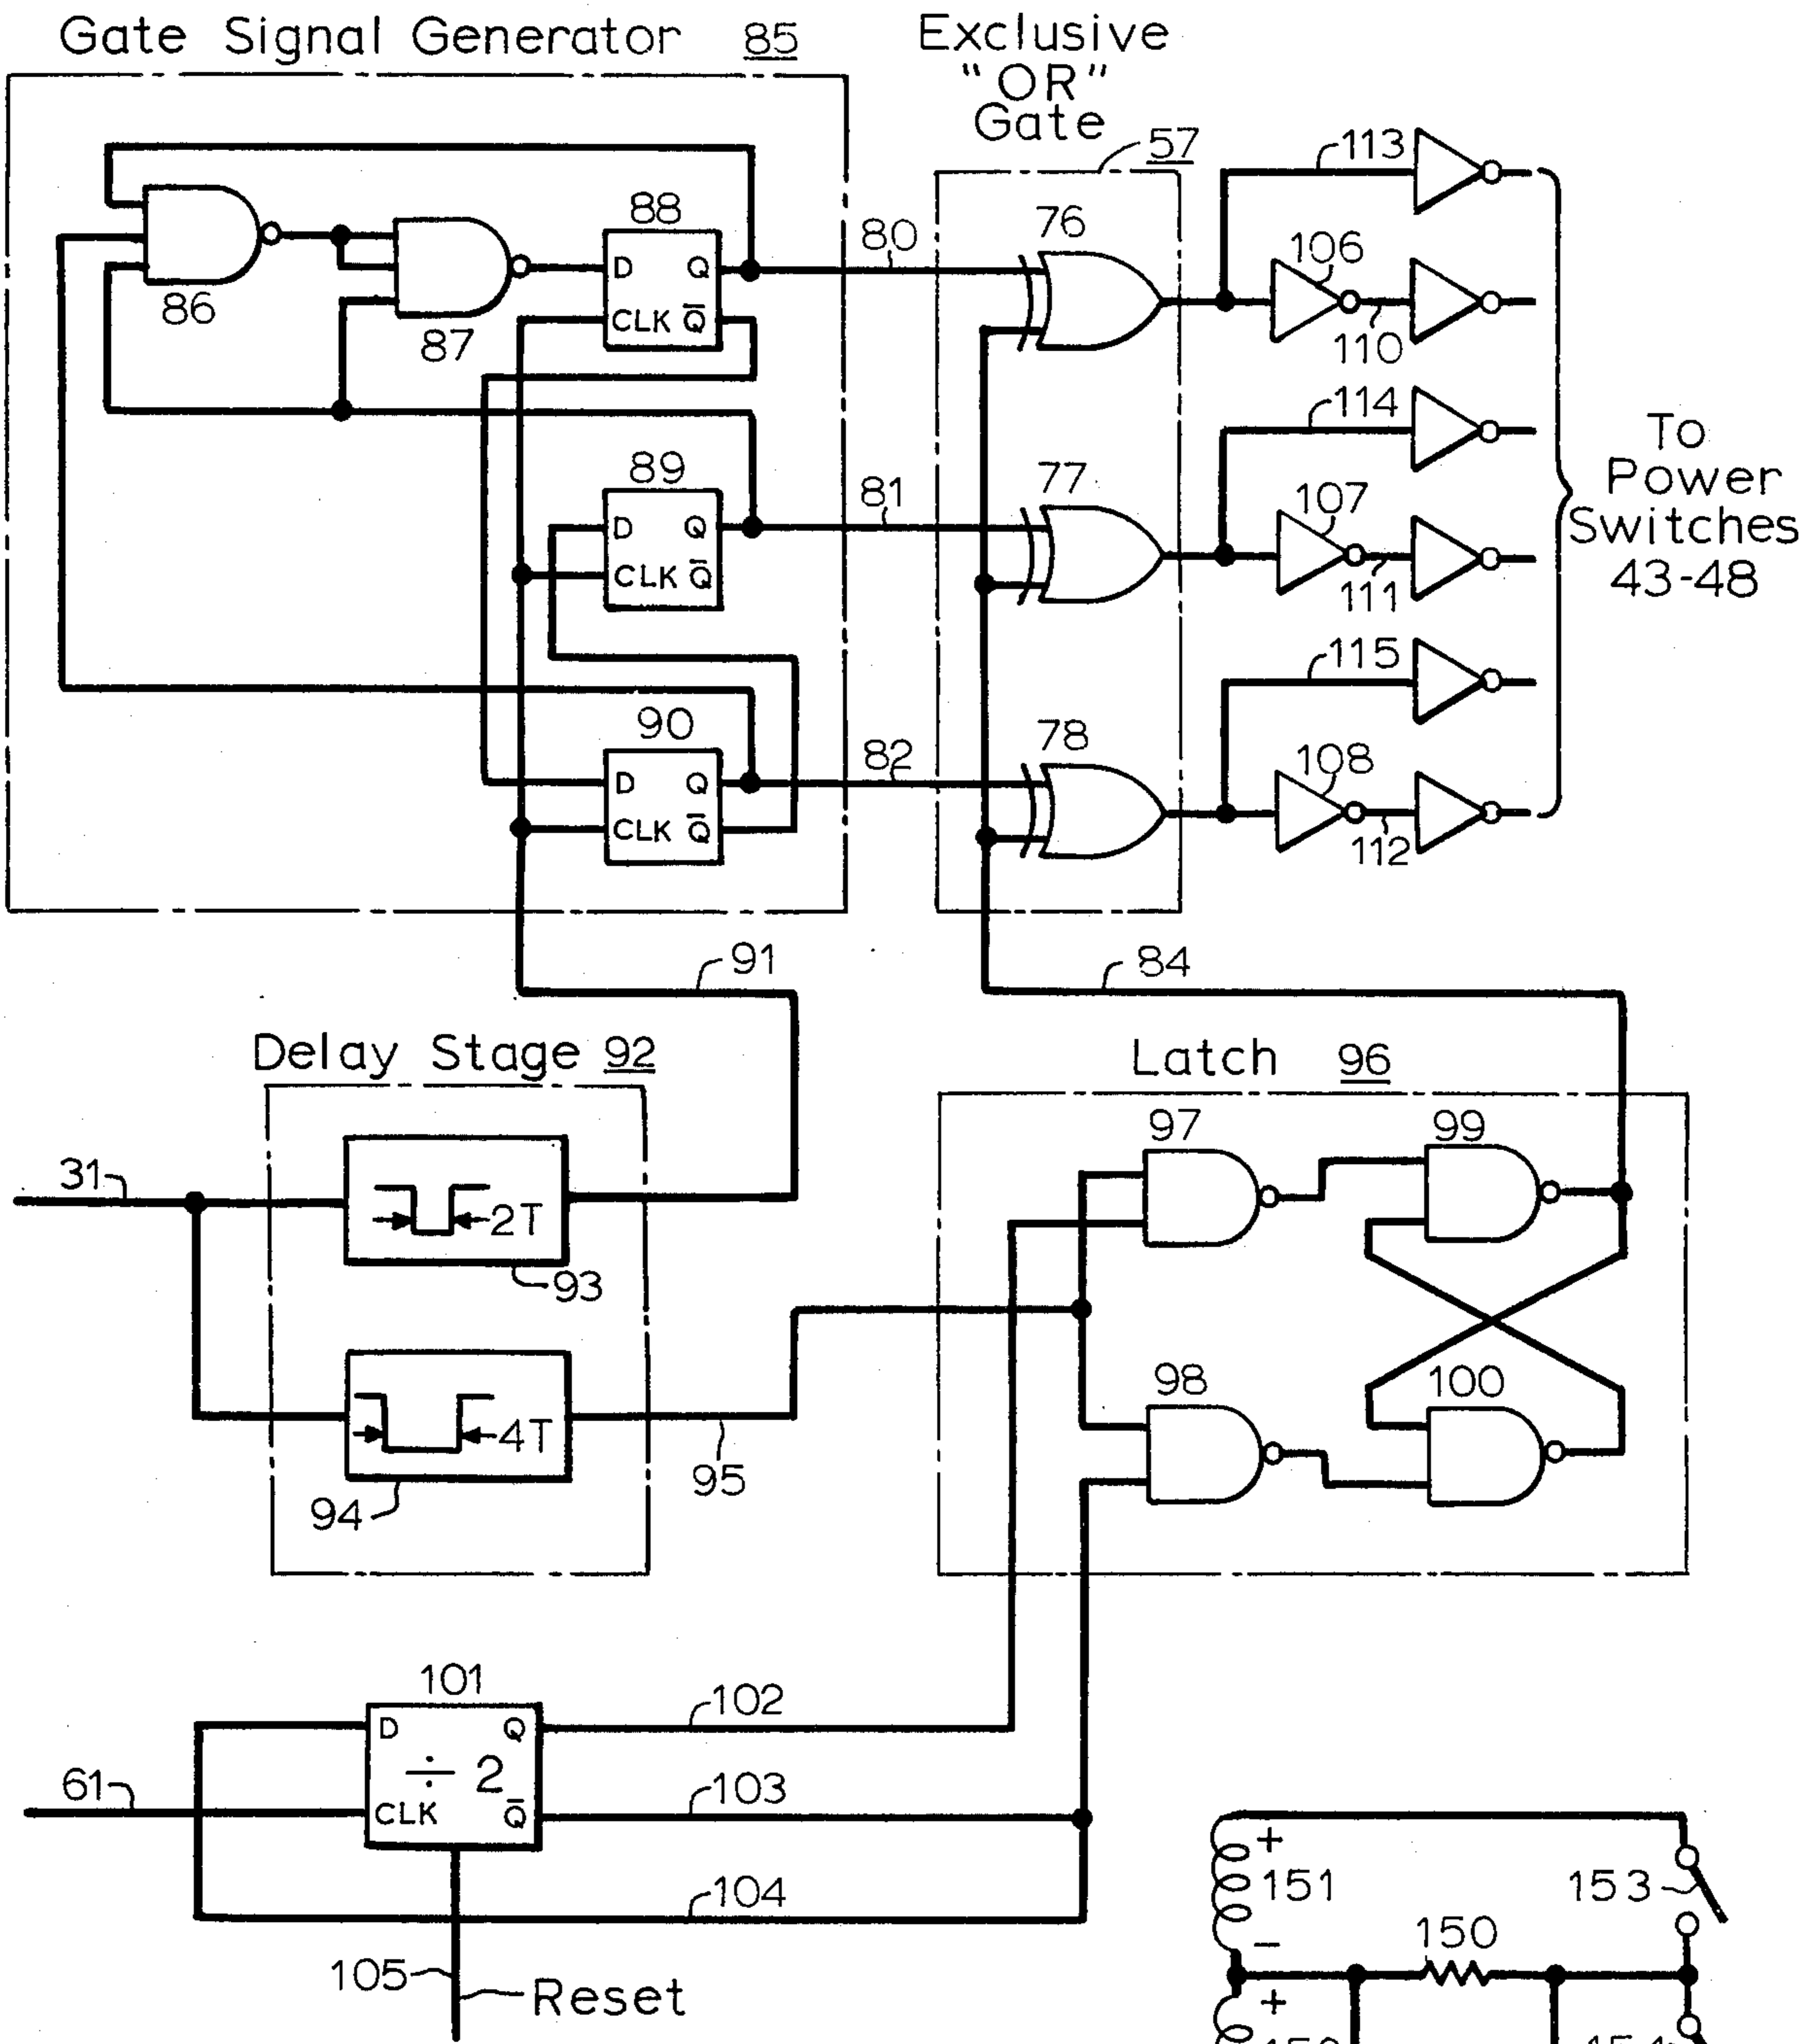 Gate Signal Generator 85
Exclusive
"OR"
Gate
57
113
88
80
76
106
D Q
86
CLK Q̄
87
110
114
To
Power
Switches
43-48
89
81
77
107
D Q
CLK Q̄
111
115
90
82
78
108
D Q
CLK Q̄
112
91
84
Delay Stage 92
Latch 96
97
99
31
2T
93
98
100
4T
95
94
101
102
D Q
÷ 2
61
103
CLK Q̄
+
151
153
104
150
−
105
Reset
+